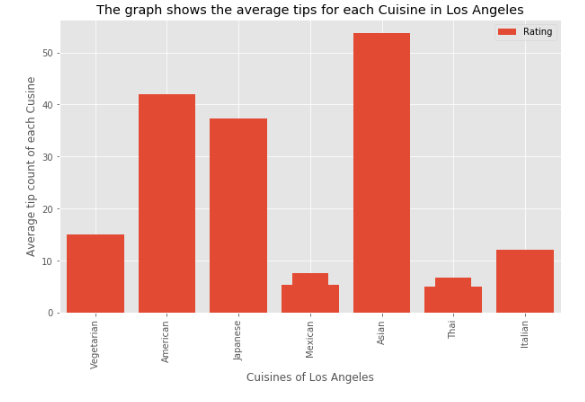 The graph shows the average tips for each Cuisine in Los Angeles
Rating
Average tip count of each Cusine
50
40
30
20
10
0
Vegetarian
American
Japanese
Mexican
Asian
Thai
Italian
Cuisines of Los Angeles